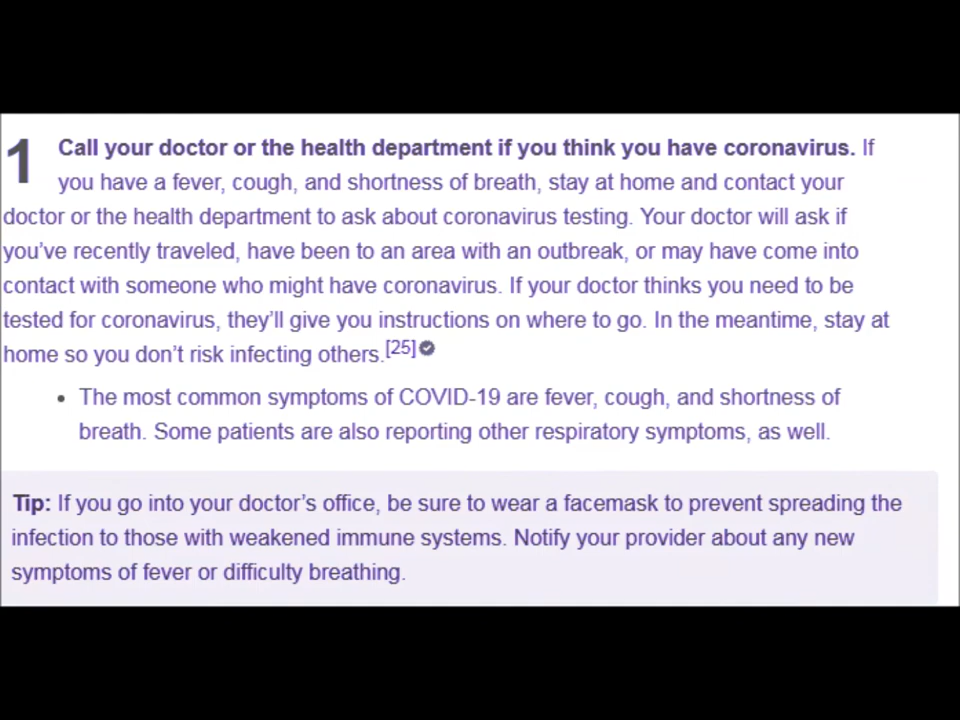 1 Call your doctor or the health department if you think you have coronavirus. If
you have a fever, cough, and shortness of breath, stay at home and contact your
doctor or the health department to ask about coronavirus testing. Your doctor will ask if
you’ve recently traveled, have been to an area with an outbreak, or may have come into
contact with someone who might have coronavirus. If your doctor thinks you need to be
tested for coronavirus, they’ll give you instructions on where to go. In the meantime, stay at
home so you don’t risk infecting others.[25]
• The most common symptoms of COVID-19 are fever, cough, and shortness of
breath. Some patients are also reporting other respiratory symptoms, as well.
Tip: If you go into your doctor’s office, be sure to wear a facemask to prevent spreading the
infection to those with weakened immune systems. Notify your provider about any new
symptoms of fever or difficulty breathing.